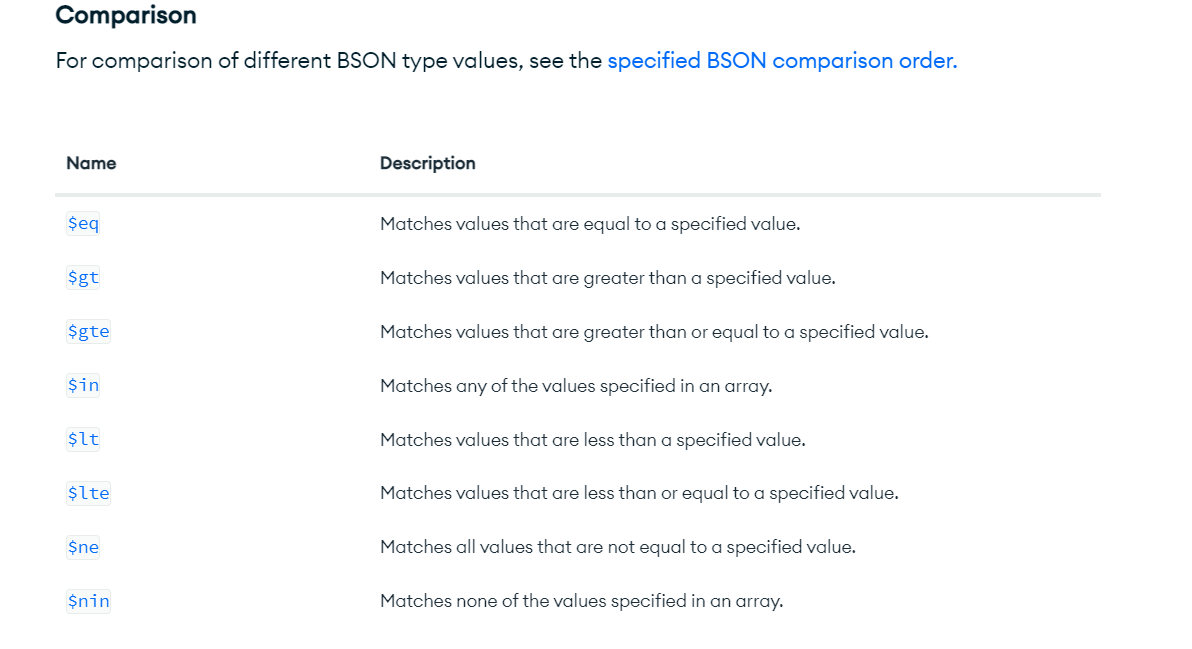 Comparison
For comparison of different BSON type values, see the specified BSON comparison order.
Name Description
$eq Matches values that are equal to a specified value.
$gt Matches values that are greater than a specified value.
$gte Matches values that are greater than or equal to a specified value.
$in Matches any of the values specified in an array.
$lt Matches values that are less than a specified value.
$lte Matches values that are less than or equal to a specified value.
$ne Matches all values that are not equal to a specified value.
$nin Matches none of the values specified in an array.